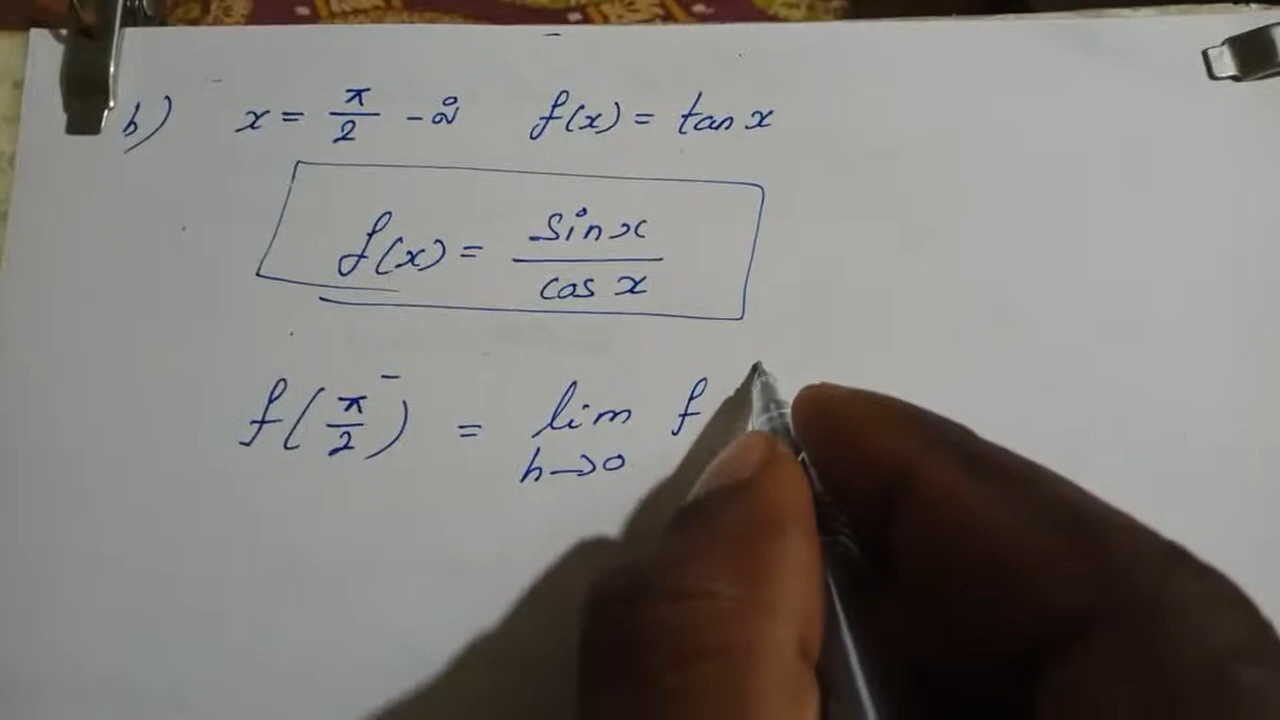 b) x = π/2 -ல் f(x) = tan x
f(x) = sin x / cos x
f(π/2⁻) = lim h→0 f